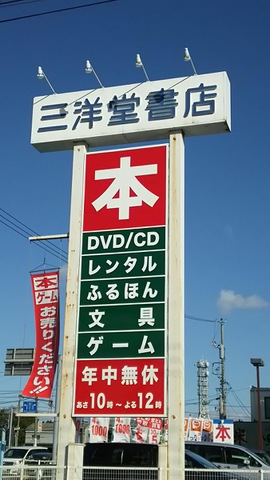 三洋堂書店
本
DVD/CD
レンタル
ふるほん
文具
ゲーム
年中無休
あさ10時〜よる12時
本
ゲーム
お売りください!!
本